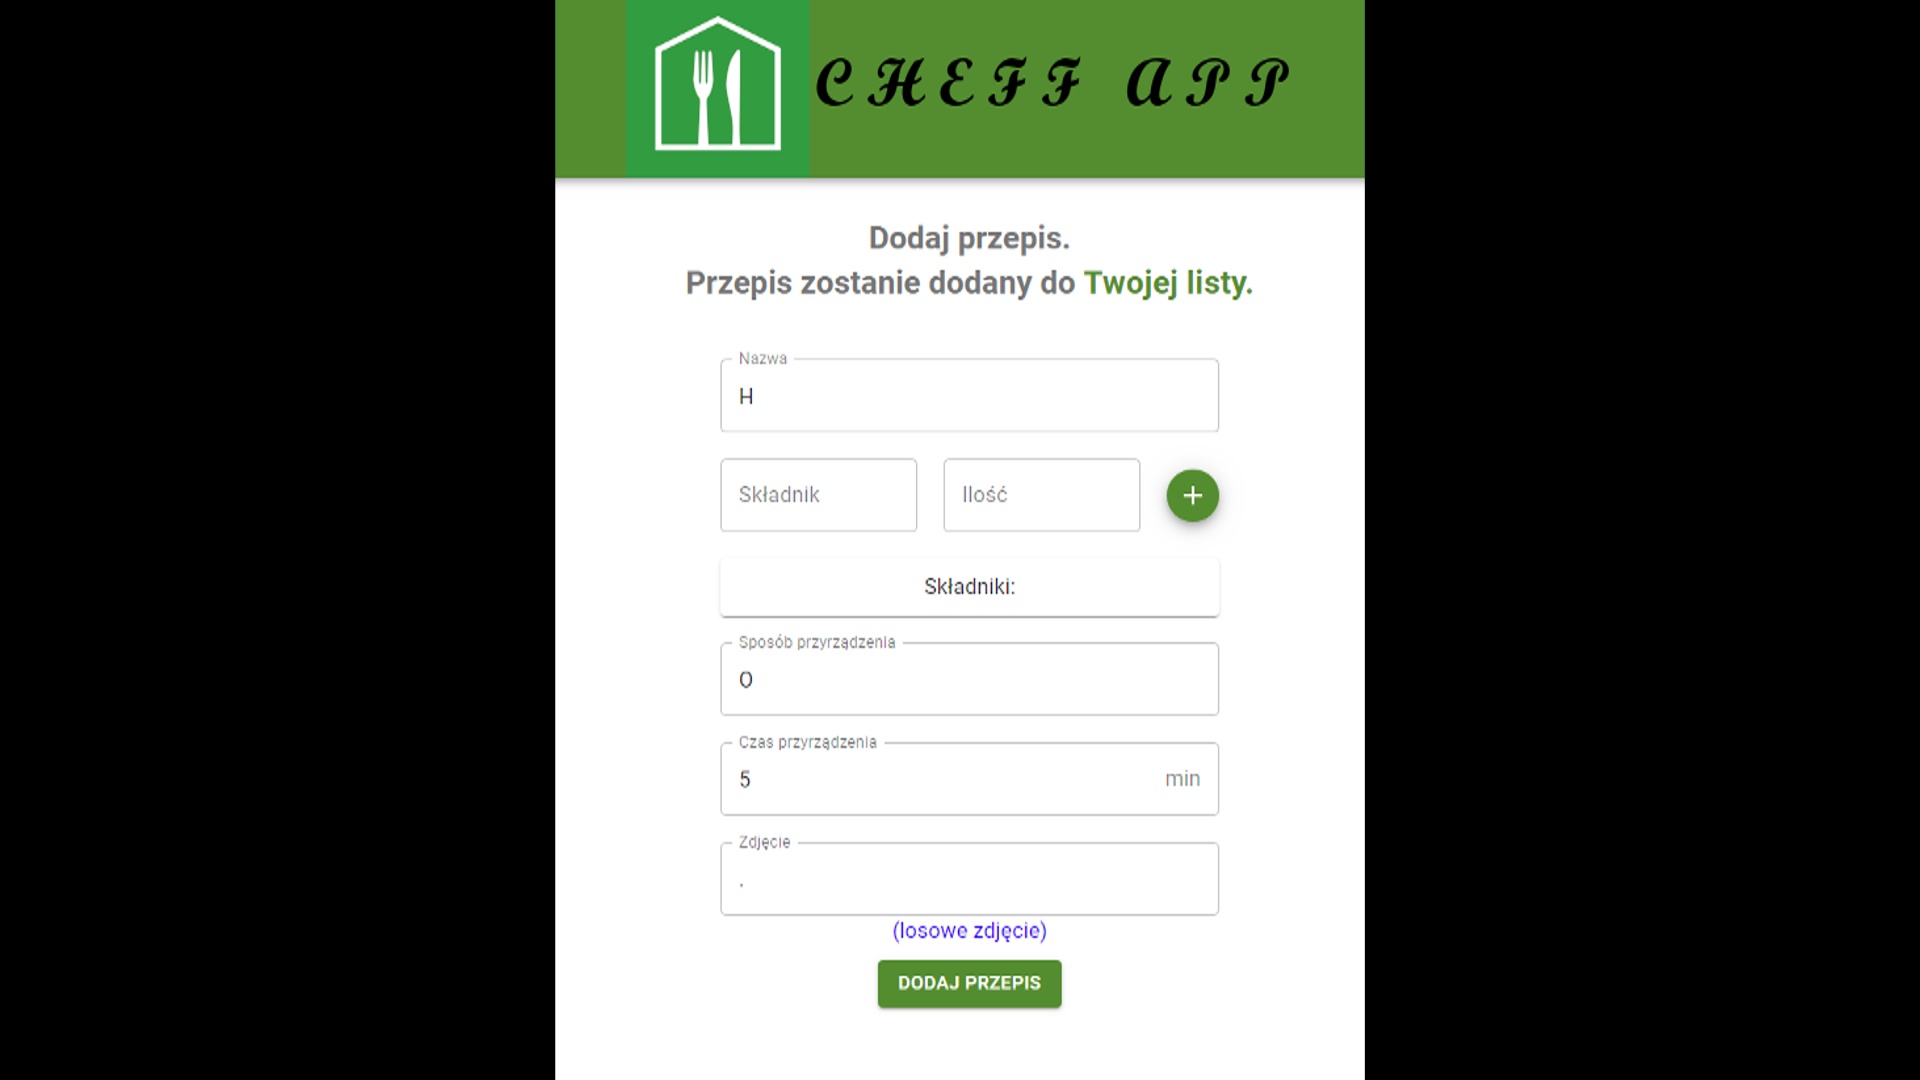 CHEFF APP
Dodaj przepis.
Przepis zostanie dodany do Twojej listy.
Nazwa
H
Składnik Ilość +
Składniki:
Sposób przyrządzenia
O
Czas przyrządzenia
5 min
Zdjęcie
.
(losowe zdjęcie)
DODAJ PRZEPIS